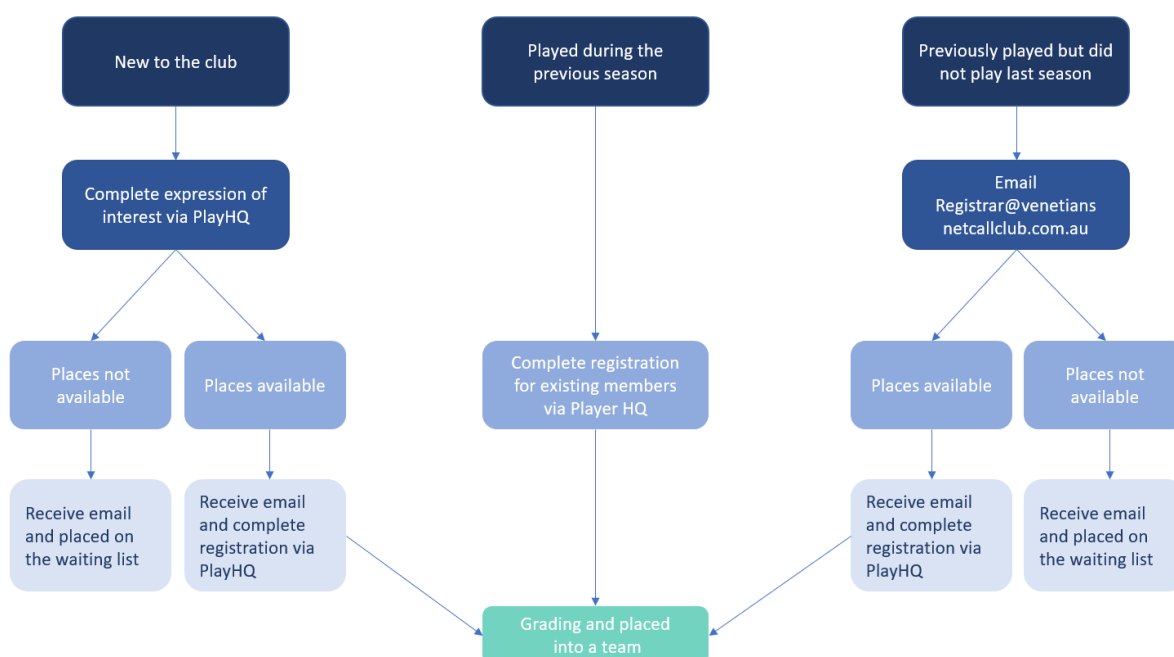 New to the club
Played during the
previous season
Previously played but did
not play last season
Complete expression of
interest via PlayHQ
Email
Registrar@venetians
netcallclub.com.au
Places not
available
Places available
Complete registration
for existing members
via Player HQ
Places available
Places not
available
Receive email
and placed on
the waiting list
Receive email
and complete
registration via
PlayHQ
Receive email
and complete
registration via
PlayHQ
Receive email
and placed on
the waiting list
Grading and placed
into a team